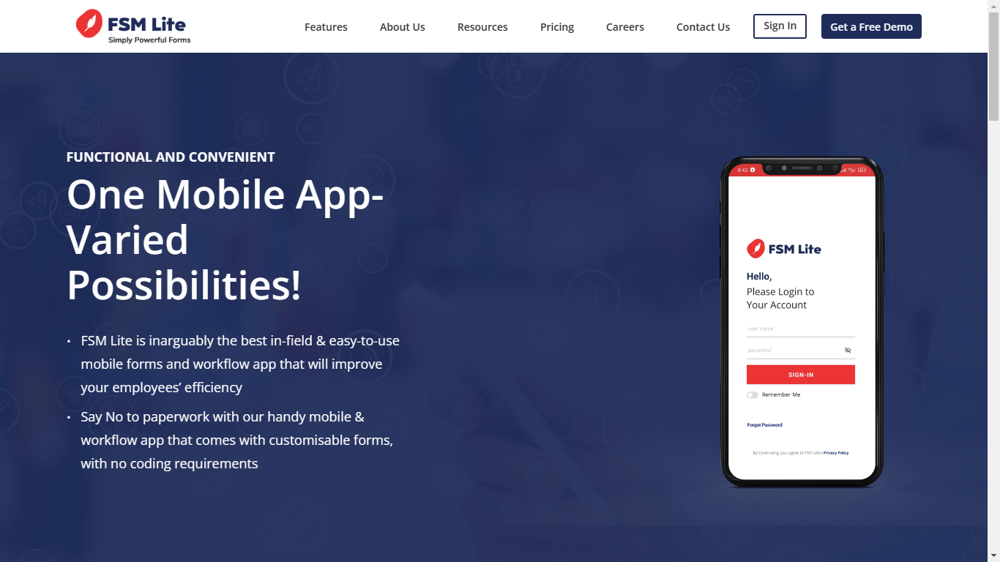 FSM Lite
Simply Powerful Forms
Features
About Us
Resources
Pricing
Careers
Contact Us
Sign In
Get a Free Demo
FUNCTIONAL AND CONVENIENT
One Mobile App-
Varied
Possibilities!
• FSM Lite is inarguably the best in-field & easy-to-use
mobile forms and workflow app that will improve
your employees’ efficiency
• Say No to paperwork with our handy mobile &
workflow app that comes with customisable forms,
with no coding requirements
8:42
FSM Lite
Hello,
Please Login to
Your Account
user name
password
SIGN-IN
Remember Me
Forgot Password
By Continuing, you agree to FSM Lite's Privacy Policy